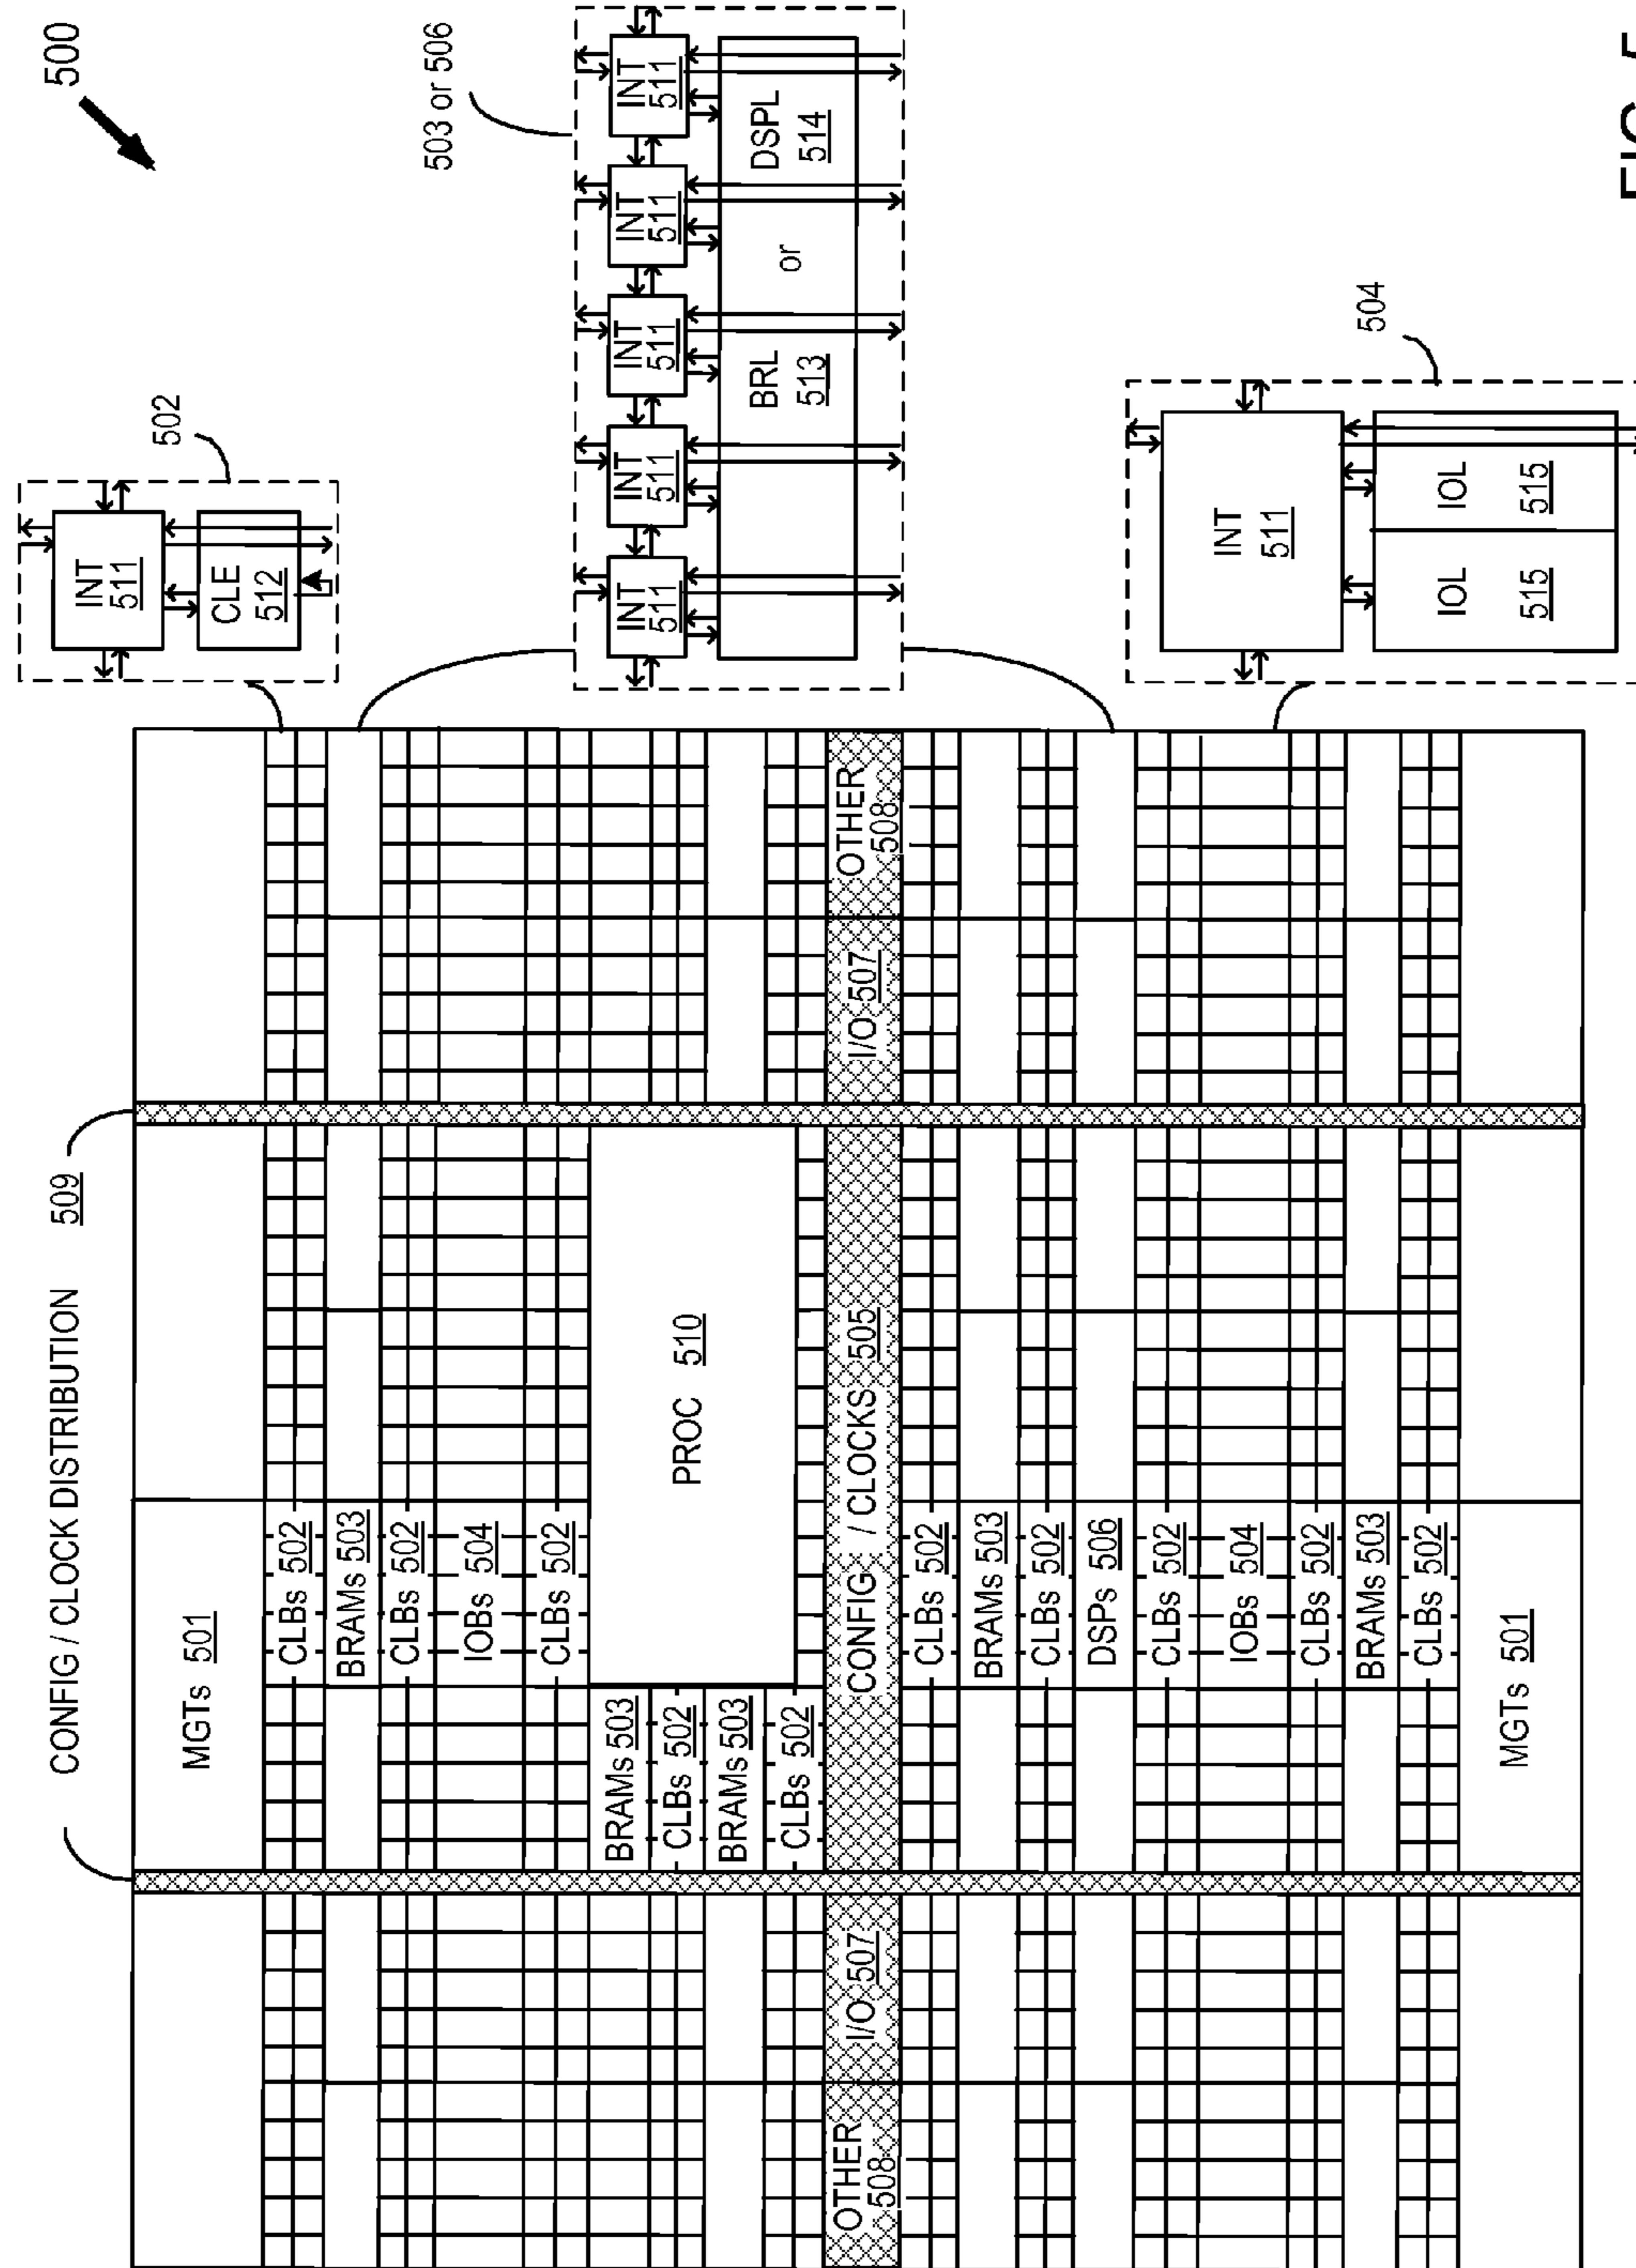 500
CONFIG / CLOCK DISTRIBUTION 509
MGTs 501
CLBs 502
BRAMs 503
CLBs 502
IOBs 504
CLBs 502
BRAMs 503
CLBs 502
BRAMs 503
CLBs 502
PROC 510
OTHER
508
I/O 507
CONFIG / CLOCKS 505
I/O 507
OTHER
508
CLBs 502
BRAMs 503
CLBs 502
DSPs 506
CLBs 502
IOBs 504
CLBs 502
BRAMs 503
CLBs 502
MGTs 501
502
INT
511
CLE
512
503 or 506
INT
511
INT
511
INT
511
INT
511
INT
511
BRL
513
or
DSPL
514
504
INT
511
IOL
515
IOL
515
FIG. 5